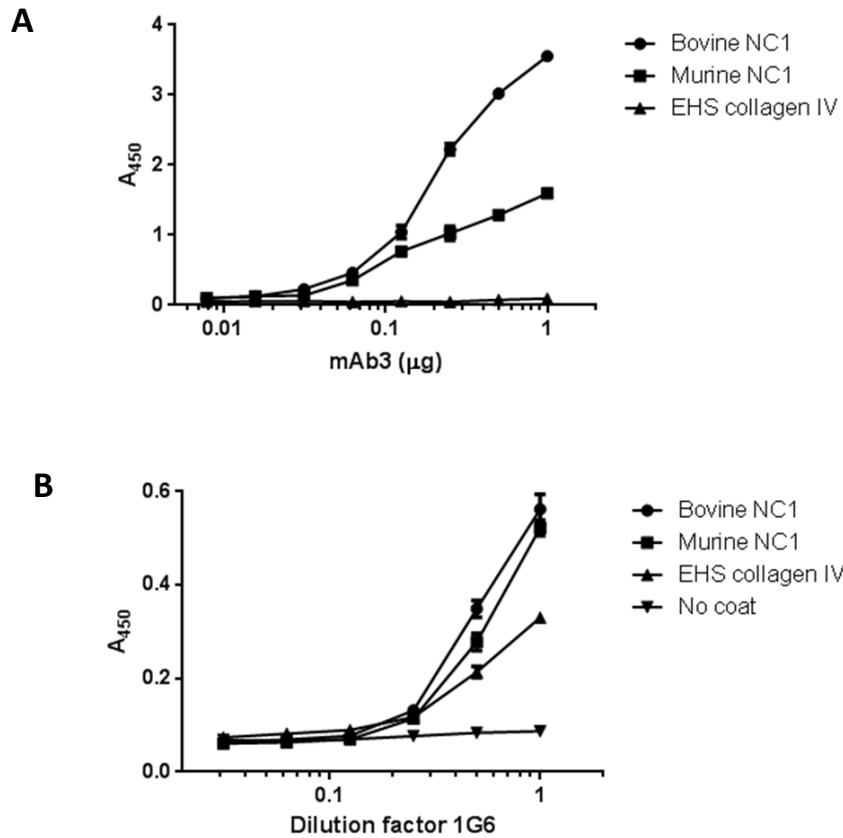 A
4
3
2
1
0
A450
0.01 0.1 1
mAb3 (μg)
Bovine NC1
Murine NC1
EHS collagen IV
B
0.6
0.4
0.2
0.0
A450
0.1 1
Dilution factor 1G6
Bovine NC1
Murine NC1
EHS collagen IV
No coat